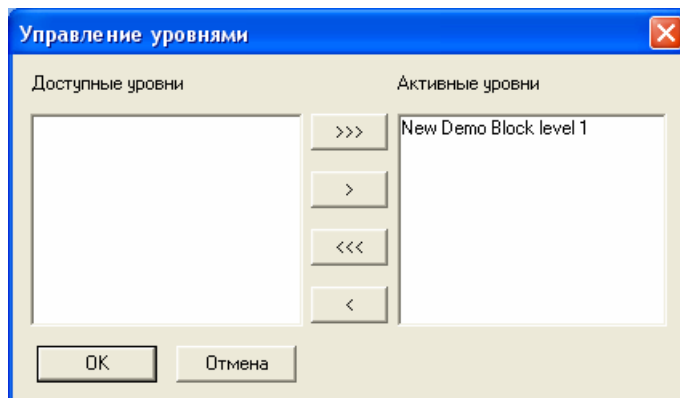 Управление уровнями
Доступные уровни
Активные уровни
>>>
New Demo Block level 1
>
<<<
<
OK
Отмена